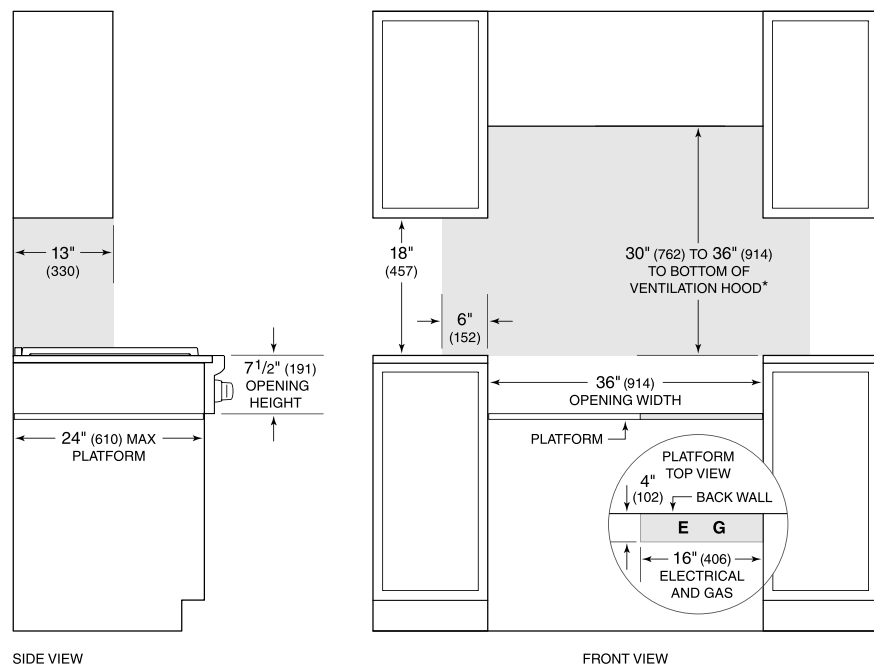 13"
(330)
7 1/2" (191)
OPENING
HEIGHT
24" (610) MAX
PLATFORM
SIDE VIEW
18"
(457)
30" (762) TO 36" (914)
TO BOTTOM OF
VENTILATION HOOD*
6"
(152)
36" (914)
OPENING WIDTH
PLATFORM
PLATFORM
TOP VIEW
4"
(102)
BACK WALL
E G
16" (406)
ELECTRICAL
AND GAS
FRONT VIEW